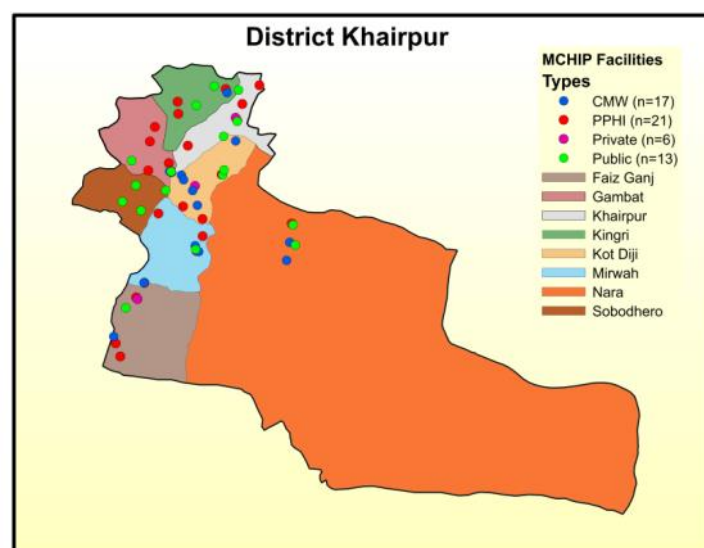 District Khairpur
MCHIP Facilities
Types
CMW (n=17)
PPHI (n=21)
Private (n=6)
Public (n=13)
Faiz Ganj
Gambat
Khairpur
Kingri
Kot Diji
Mirwah
Nara
Sobodhero